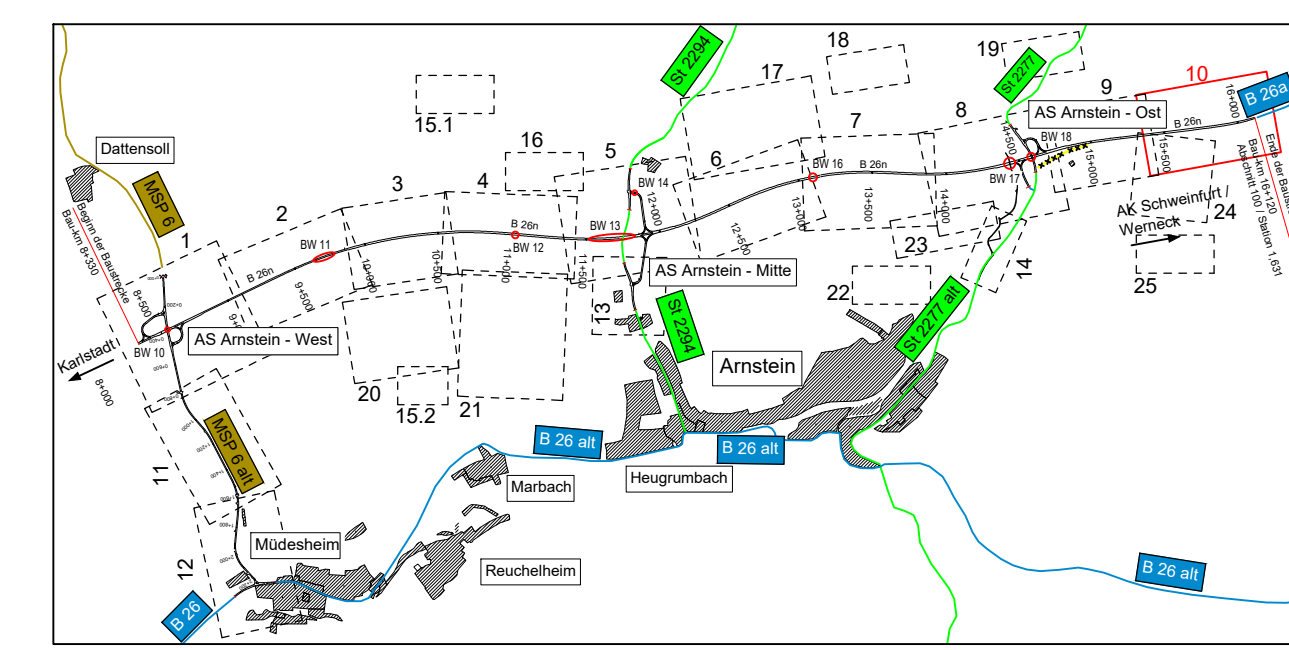 18
19
St 2294
17
St 2277
9
10
B 26a
16+000
15.1
16
7
8
AS Arnstein - Ost
B 26n
Dattensoll
MSP 6
5
6
14+500
BW 18
15+500
15+000
Ende der Baustrecke
Bau-km 16+120
Abschnitt 100 / Station 1,631
3
4
BW 14
BW 16
B 26n
BW 17
Beginn der Baustrecke
Bau-km 8+330
1
2
B 26n
BW 13
12+000
12+500
13+000
13+500
14+000
AK Schweinfurt /
Werneck
24
BW 11
BW 12
B 26n
10+000
10+500
11+000
11+500
AS Arnstein - Mitte
23
14
25
8+500
9+500
13
22
BW 10
AS Arnstein - West
St 2294
St 2277 alt
Karlstadt
8+000
20
15.2
21
Arnstein
MSP 6 alt
11
B 26 alt
B 26 alt
Marbach
Heugrumbach
Müdesheim
12
Reuchelheim
B 26 alt
B 26